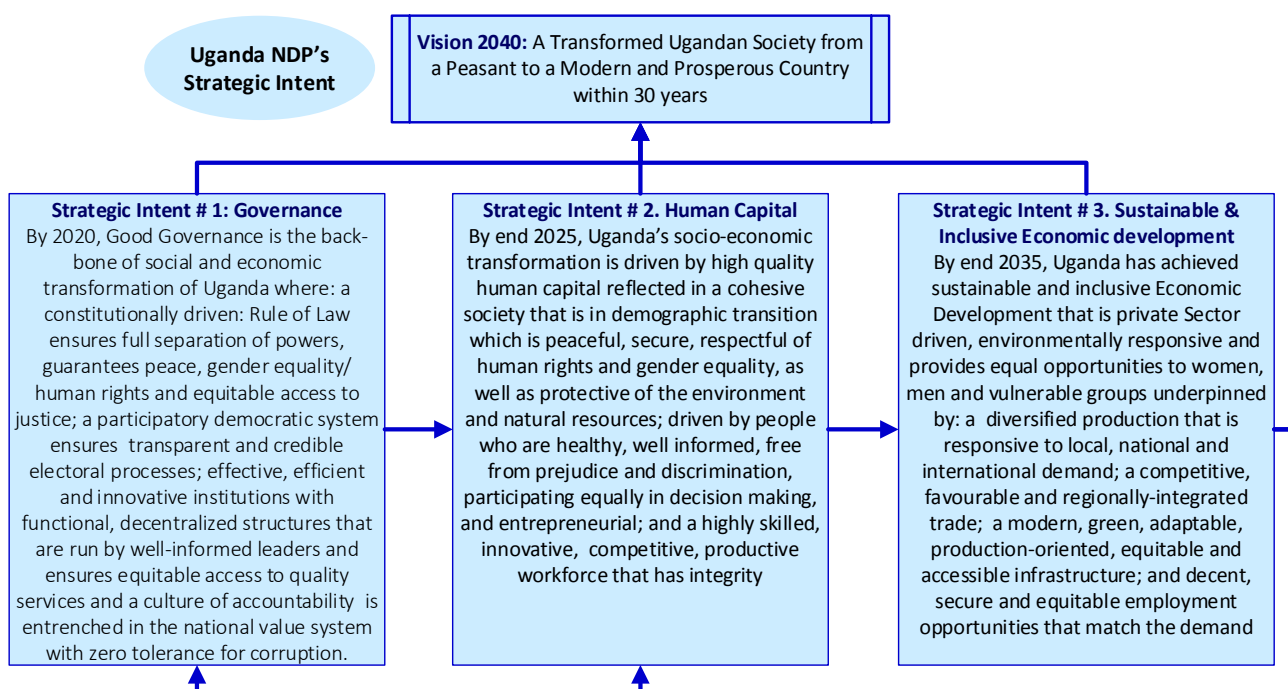 Uganda NDP's
Strategic Intent
Vision 2040: A Transformed Ugandan Society from
a Peasant to a Modern and Prosperous Country
within 30 years
Strategic Intent # 1: Governance
By 2020, Good Governance is the back-
bone of social and economic
transformation of Uganda where: a
constitutionally driven: Rule of Law
ensures full separation of powers,
guarantees peace, gender equality/
human rights and equitable access to
justice; a participatory democratic system
ensures transparent and credible
electoral processes; effective, efficient
and innovative institutions with
functional, decentralized structures that
are run by well-informed leaders and
ensures equitable access to quality
services and a culture of accountability is
entrenched in the national value system
with zero tolerance for corruption.
Strategic Intent # 2. Human Capital
By end 2025, Uganda's socio-economic
transformation is driven by high quality
human capital reflected in a cohesive
society that is in demographic transition
which is peaceful, secure, respectful of
human rights and gender equality, as
well as protective of the environment
and natural resources; driven by people
who are healthy, well informed, free
from prejudice and discrimination,
participating equally in decision making,
and entrepreneurial; and a highly skilled,
innovative, competitive, productive
workforce that has integrity
Strategic Intent # 3. Sustainable &
Inclusive Economic development
By end 2035, Uganda has achieved
sustainable and inclusive Economic
Development that is private Sector
driven, environmentally responsive and
provides equal opportunities to women,
men and vulnerable groups underpinned
by: a diversified production that is
responsive to local, national and
international demand; a competitive,
favourable and regionally-integrated
trade; a modern, green, adaptable,
production-oriented, equitable and
accessible infrastructure; and decent,
secure and equitable employment
opportunities that match the demand